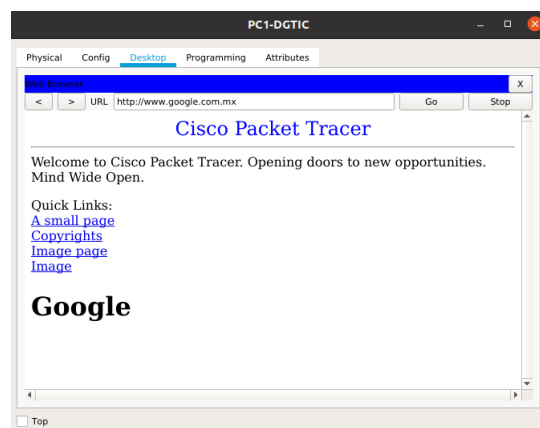 PC1-DGTIC
Physical Config Desktop Programming Attributes
Web Browser X
< > URL http://www.google.com.mx Go Stop
Cisco Packet Tracer
Welcome to Cisco Packet Tracer. Opening doors to new opportunities.
Mind Wide Open.
Quick Links:
A small page
Copyrights
Image page
Image
Google
Top